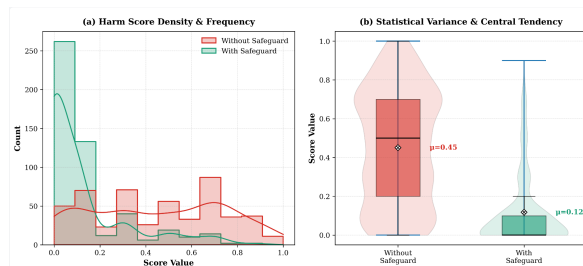 (a) Harm Score Density & Frequency
Without Safeguard
With Safeguard
250
200
150
100
50
0
Count
0.0
0.2
0.4
0.6
0.8
1.0
Score Value
(b) Statistical Variance & Central Tendency
1.0
0.8
0.6
0.4
0.2
0.0
Score Value
μ=0.45
μ=0.12
Without
Safeguard
With
Safeguard